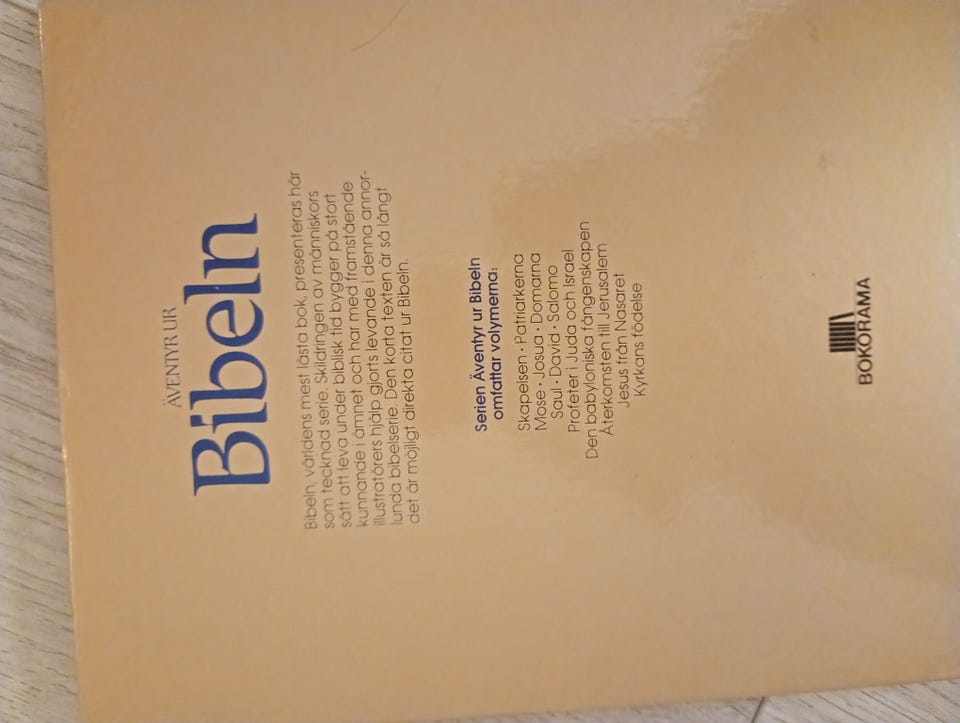 ÄVENTYR UR
Bibeln
Bibeln, världens mest lästa bok, presenteras här
som tecknad serie. Skildringen av människors
sätt att leva under biblisk tid bygger på stort
kunnande i ämnet och har med framstående
illustratörers hjälp gjorts levande i denna annor-
lunda bibelserie. Den korta texten är så långt
det är möjligt direkta citat ur Bibeln.
Serien Äventyr ur Bibeln
omfattar volymerna:
Skapelsen · Patriarkerna
Mose · Josua · Domarna
Saul · David · Salomo
Profeter i Juda och Israel
Den babyloniska fångenskapen
Återkomsten till Jerusalem
Jesus från Nasaret
Kyrkans födelse
BOKORAMA